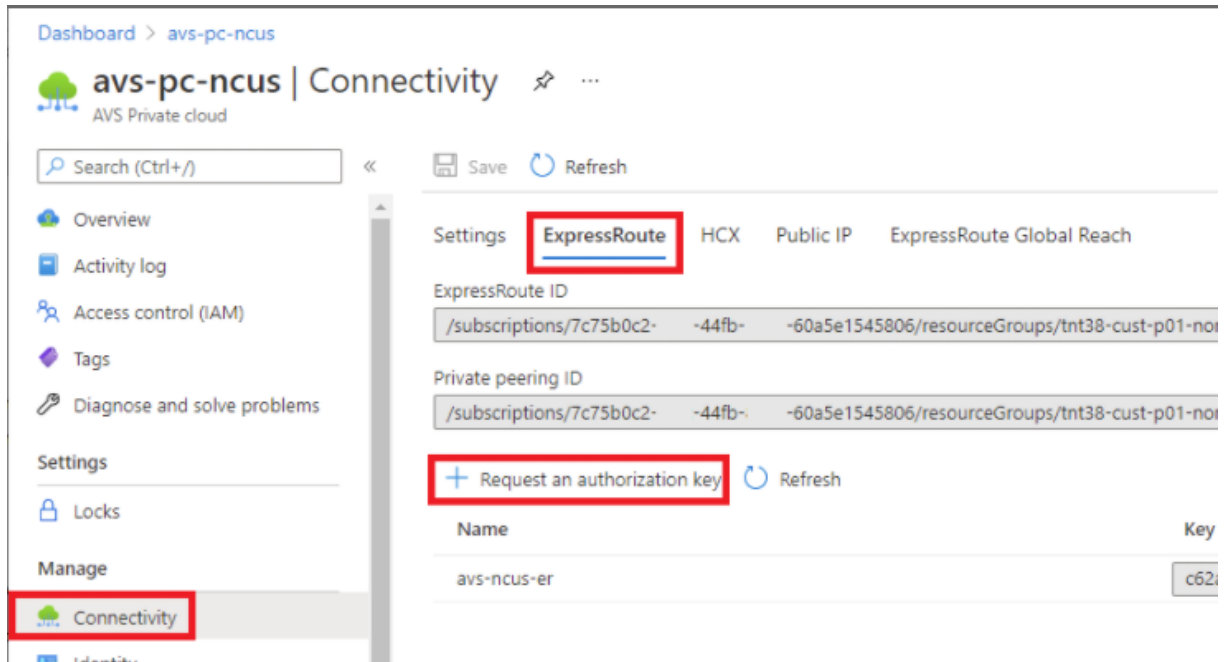 Dashboard > avs-pc-ncus
avs-pc-ncus | Connectivity ...
AVS Private cloud
Search (Ctrl+/) «
Overview
Activity log
Access control (IAM)
Tags
Diagnose and solve problems
Settings
Locks
Manage
Connectivity
Identity
Save Refresh
Settings ExpressRoute HCX Public IP ExpressRoute Global Reach
ExpressRoute ID
/subscriptions/7c75b0c2- -44fb- -60a5e1545806/resourceGroups/tnt38-cust-p01-nor
Private peering ID
/subscriptions/7c75b0c2- -44fb- -60a5e1545806/resourceGroups/tnt38-cust-p01-nor
+ Request an authorization key Refresh
Name Key
avs-ncus-er c62a